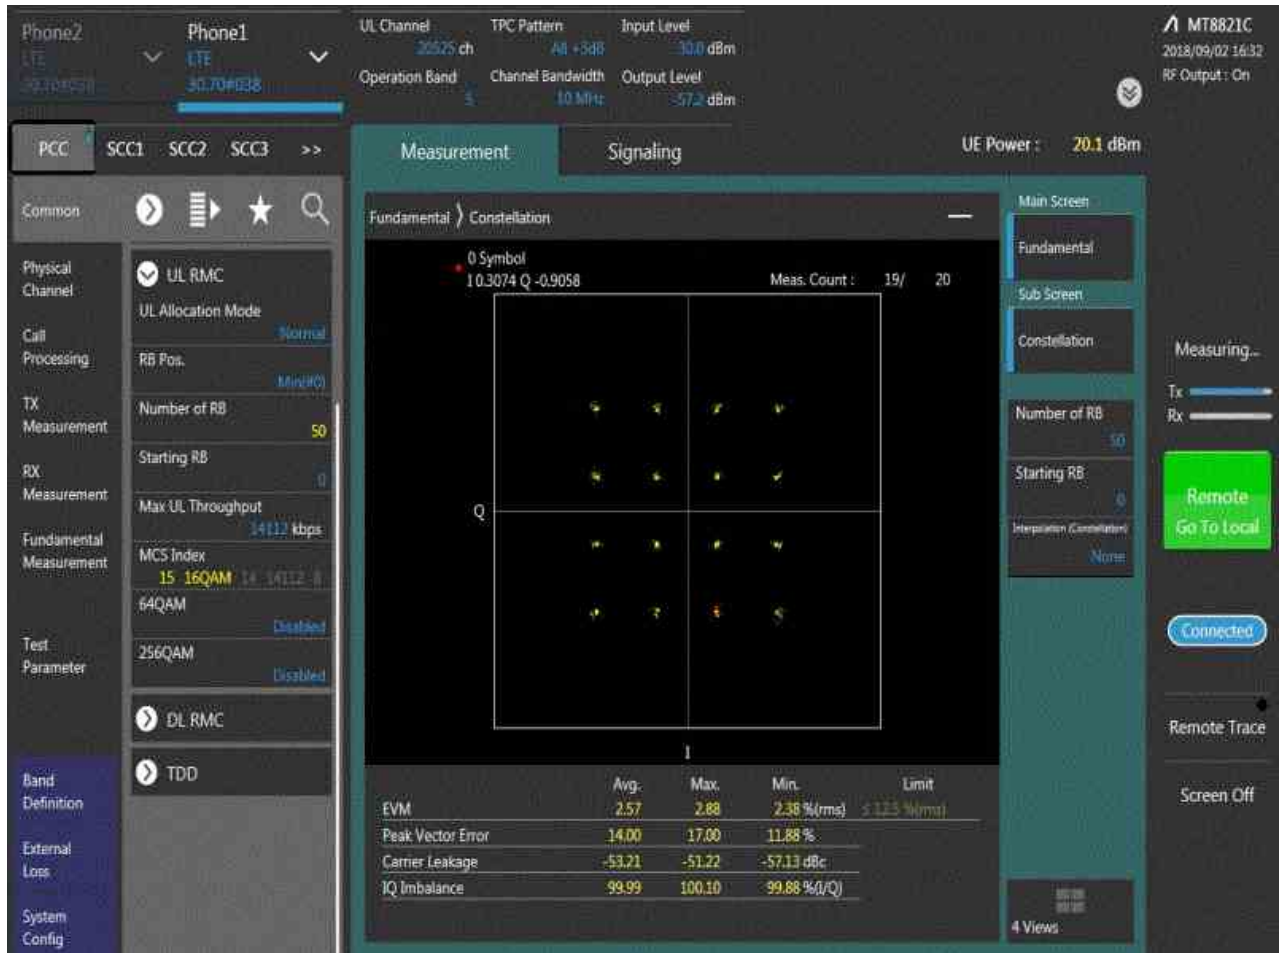 Phone2
LTE
Phone1
LTE
30.70#038
UL Channel
20525 ch
TPC Pattern
All +3dB
Input Level
30.0 dBm
Operation Band
5
Channel Bandwidth
10 MHz
Output Level
-57.2 dBm
MT8821C
2018/09/02 16:32
RF Output : On
PCC SCC1 SCC2 SCC3 >>
Measurement
Signaling
UE Power : 20.1 dBm
Common
Physical
Channel
Call
Processing
TX
Measurement
RX
Measurement
Fundamental
Measurement
Test
Parameter
Band
Definition
External
Loss
System
Config
UL RMC
UL Allocation Mode
Normal
RB Pos.
Min(#0)
Number of RB
50
Starting RB
0
Max UL Throughput
14112 kbps
MCS Index
15 16QAM 14 14112 8
64QAM
Disabled
256QAM
Disabled
DL RMC
TDD
Fundamental 〉 Constellation
0 Symbol
I 0.3074 Q -0.9058
Meas. Count : 19/ 20
Q
I
Avg. Max. Min. Limit
EVM 2.57 2.88 2.38 %(rms) ≤ 12.5 %(rms)
Peak Vector Error 14.00 17.00 11.88 %
Carrier Leakage -53.21 -51.22 -57.13 dBc
IQ Imbalance 99.99 100.10 99.88 %(I/Q)
Main Screen
Fundamental
Sub Screen
Constellation
Number of RB
50
Starting RB
0
Interpolation (Constellation)
None
4 Views
Measuring...
Tx
Rx
Remote
Go To Local
Connected
Remote Trace
Screen Off